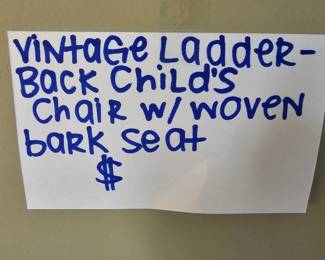 Vintage Ladder-
Back Child's
Chair w/ woven
bark seat
$